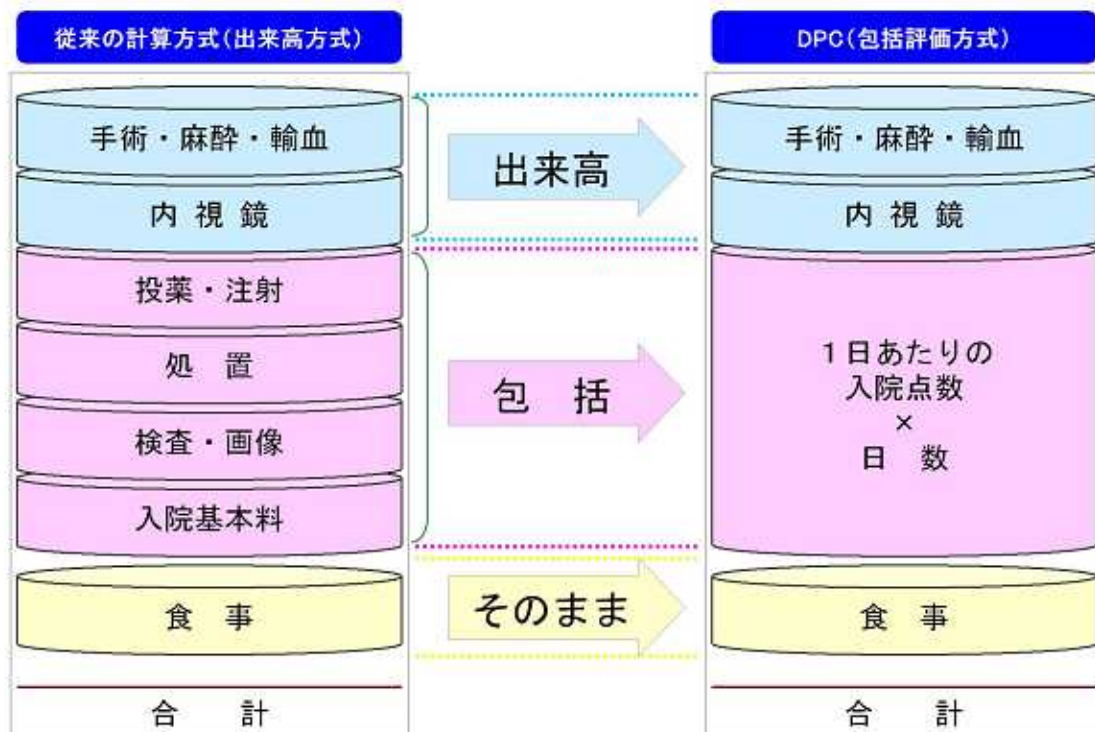 従来の計算方式(出来高方式)
手術・麻酔・輸血
内 視 鏡
投薬・注射
処　置
検査・画像
入院基本料
食　事
合　計
出来高
包　括
そのまま
DPC(包括評価方式)
手術・麻酔・輸血
内 視 鏡
1日あたりの
入院点数
×
日　数
食　事
合　計